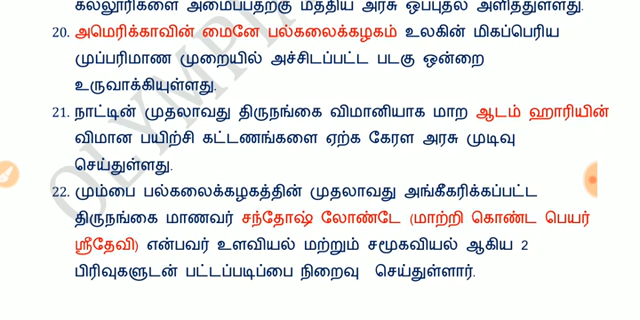 கல்லூரிகளை அமைப்பதற்கு மத்திய அரசு ஒப்புதல் அளித்துள்ளது.
20. அமெரிக்காவின் மைனே பல்கலைக்கழகம் உலகின் மிகப்பெரிய
முப்பரிமாண முறையில் அச்சிடப்பட்ட படகு ஒன்றை
உருவாக்கியுள்ளது.
21. நாட்டின் முதலாவது திருநங்கை விமானியாக மாற ஆடம் ஹாரியின்
விமான பயிற்சி கட்டணங்களை ஏற்க கேரள அரசு முடிவு
செய்துள்ளது.
22. மும்பை பல்கலைக்கழகத்தின் முதலாவது அங்கீகரிக்கப்பட்ட
திருநங்கை மாணவர் சந்தோஷ் லோண்டே (மாற்றி கொண்ட பெயர்
ஸ்ரீதேவி) என்பவர் உளவியல் மற்றும் சமூகவியல் ஆகிய 2
பிரிவுகளுடன் பட்டப்படிப்பை நிறைவு செய்துள்ளார்.